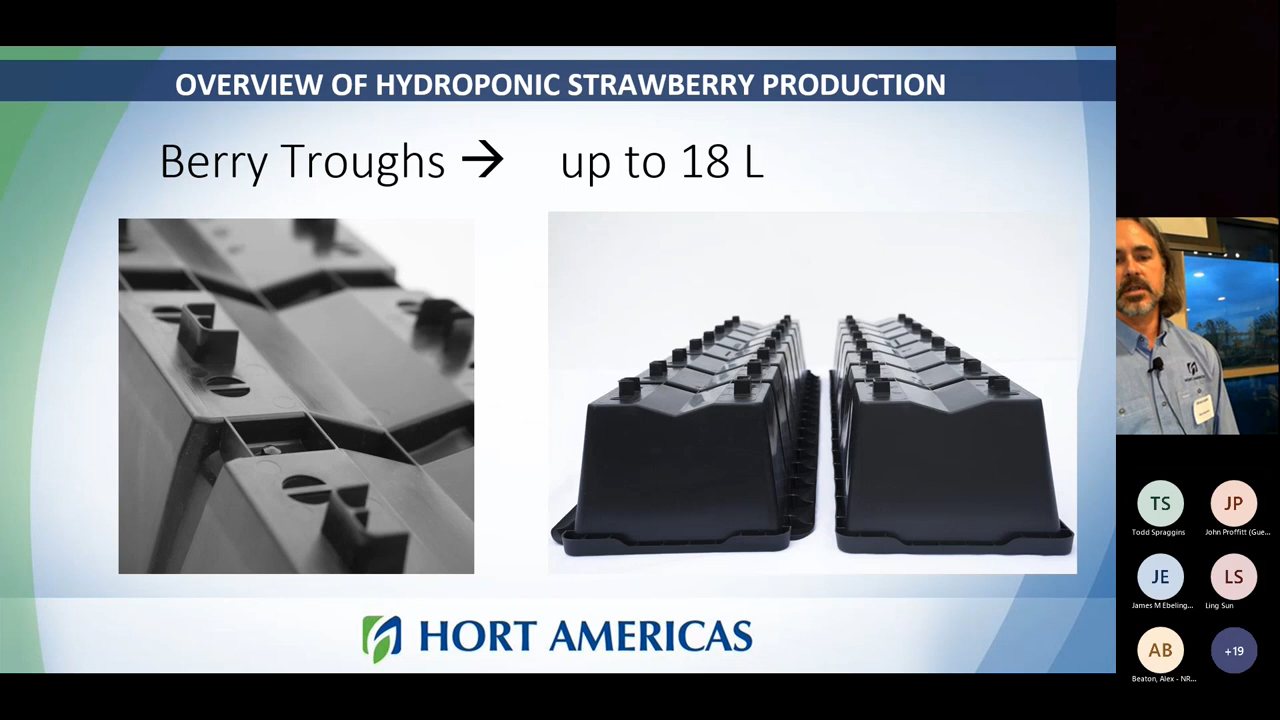 OVERVIEW OF HYDROPONIC STRAWBERRY PRODUCTION
Berry Troughs → up to 18 L
HORT AMERICAS
TS
JP
Todd Spraggins
John Proffitt (Gue...
JE
LS
James M Ebeling...
Ling Sun
AB
+19
Beaton, Alex - NR...